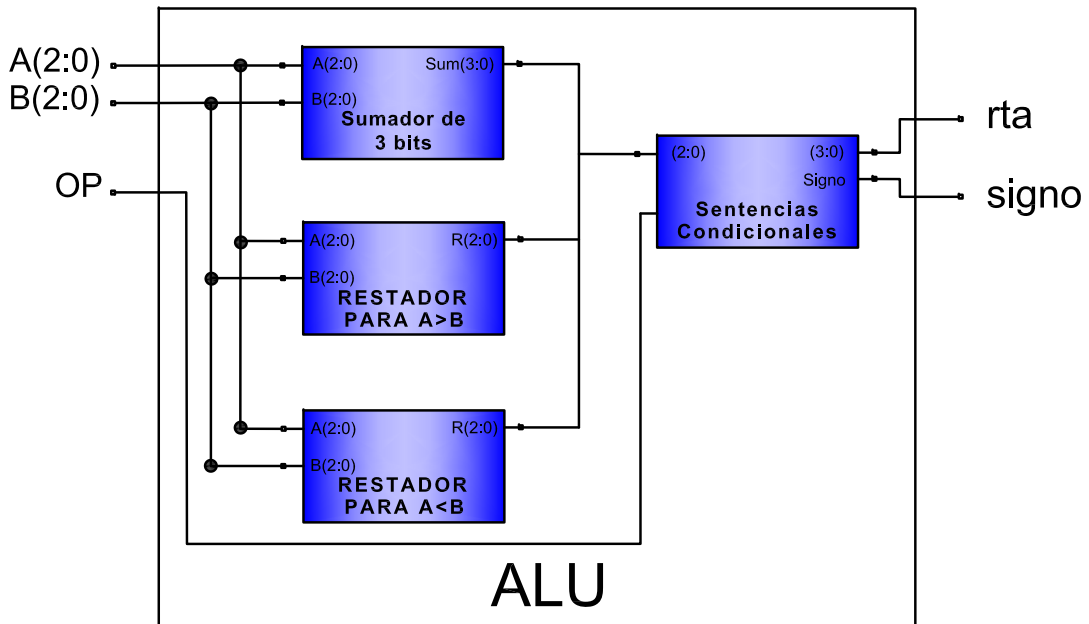 A(2:0)
B(2:0)
OP
A(2:0) Sum(3:0)
B(2:0)
Sumador de
3 bits
A(2:0) R(2:0)
B(2:0)
RESTADOR
PARA A>B
A(2:0) R(2:0)
B(2:0)
RESTADOR
PARA A<B
(2:0) (3:0)
Signo
Sentencias
Condicionales
rta
signo
ALU